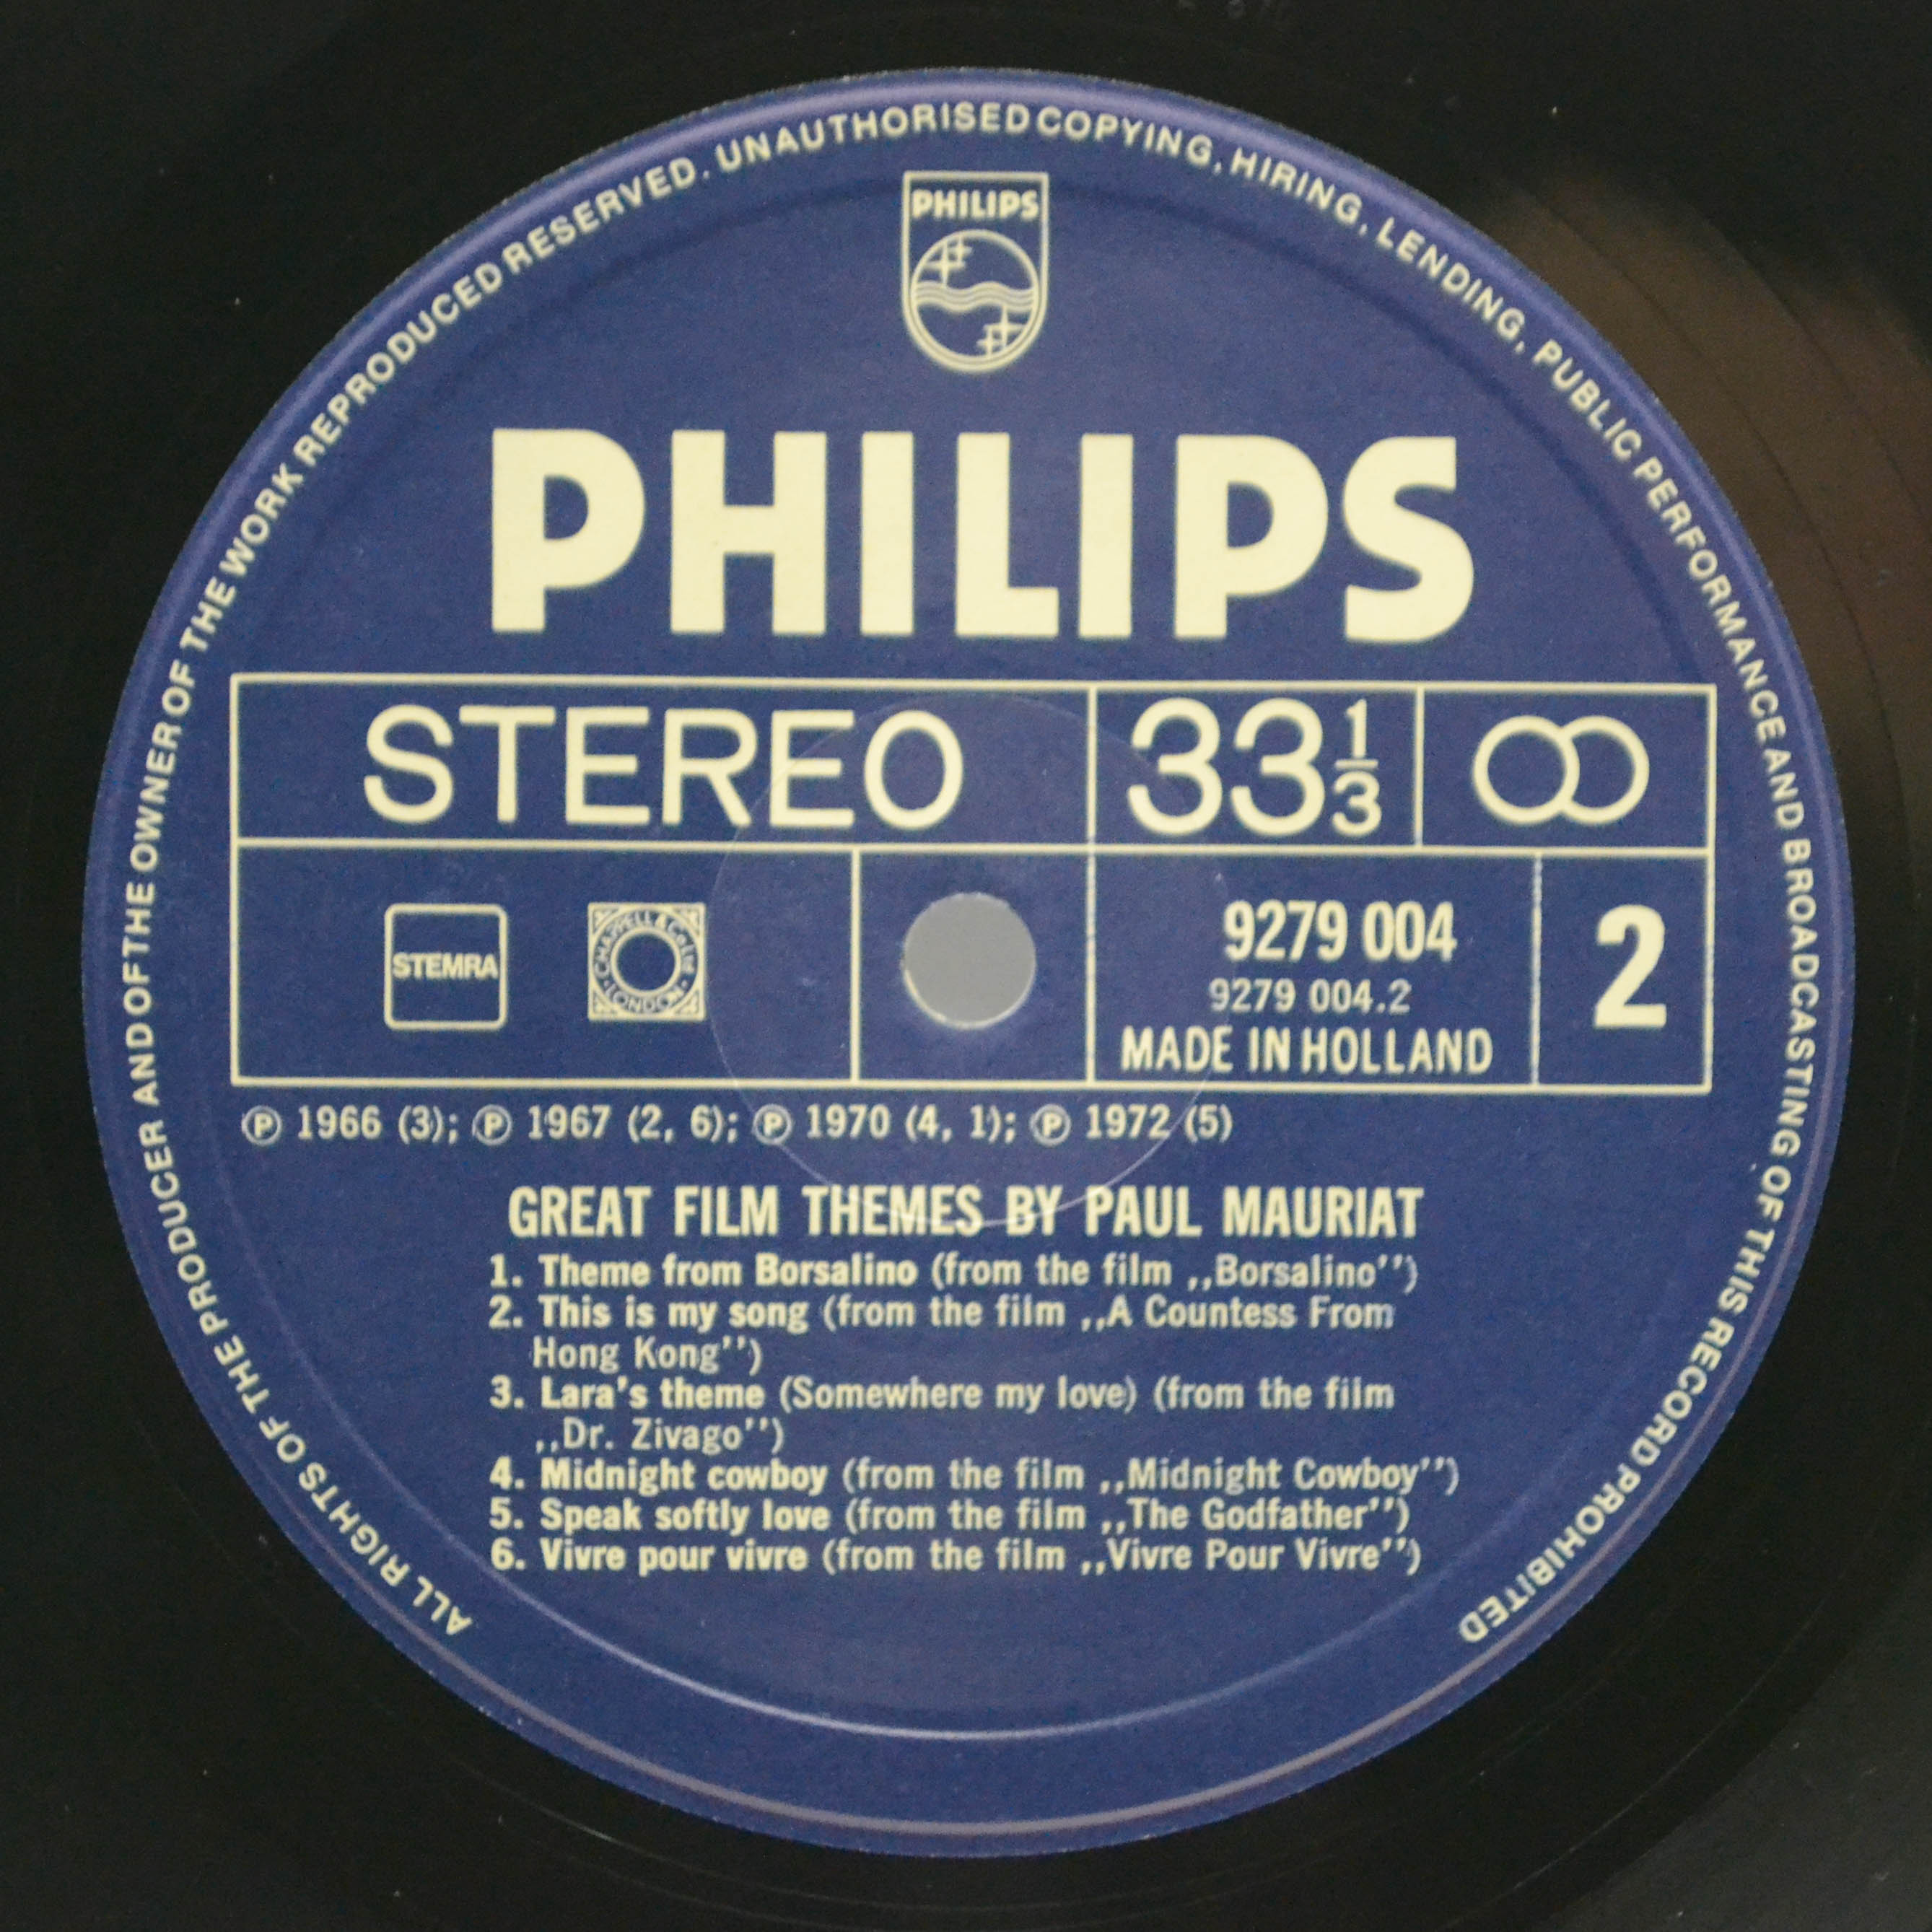 ALL RIGHTS OF THE PRODUCER AND OF THE OWNER OF THE WORK REPRODUCED RESERVED. UNAUTHORISED COPYING, HIRING, LENDING, PUBLIC PERFORMANCE AND BROADCASTING OF THIS RECORD PROHIBITED
PHILIPS
PHILIPS
STEREO 33 1/3
STEMRA
CHAPPELL & Co Ltd · LONDON ·
9279 004
9279 004.2
MADE IN HOLLAND
2
Ⓟ 1966 (3); Ⓟ 1967 (2, 6); Ⓟ 1970 (4, 1); Ⓟ 1972 (5)
GREAT FILM THEMES BY PAUL MAURIAT
1. Theme from Borsalino (from the film ,,Borsalino'')
2. This is my song (from the film ,,A Countess From
Hong Kong'')
3. Lara's theme (Somewhere my love) (from the film
,,Dr. Zivago'')
4. Midnight cowboy (from the film ,,Midnight Cowboy'')
5. Speak softly love (from the film ,,The Godfather'')
6. Vivre pour vivre (from the film ,,Vivre Pour Vivre'')